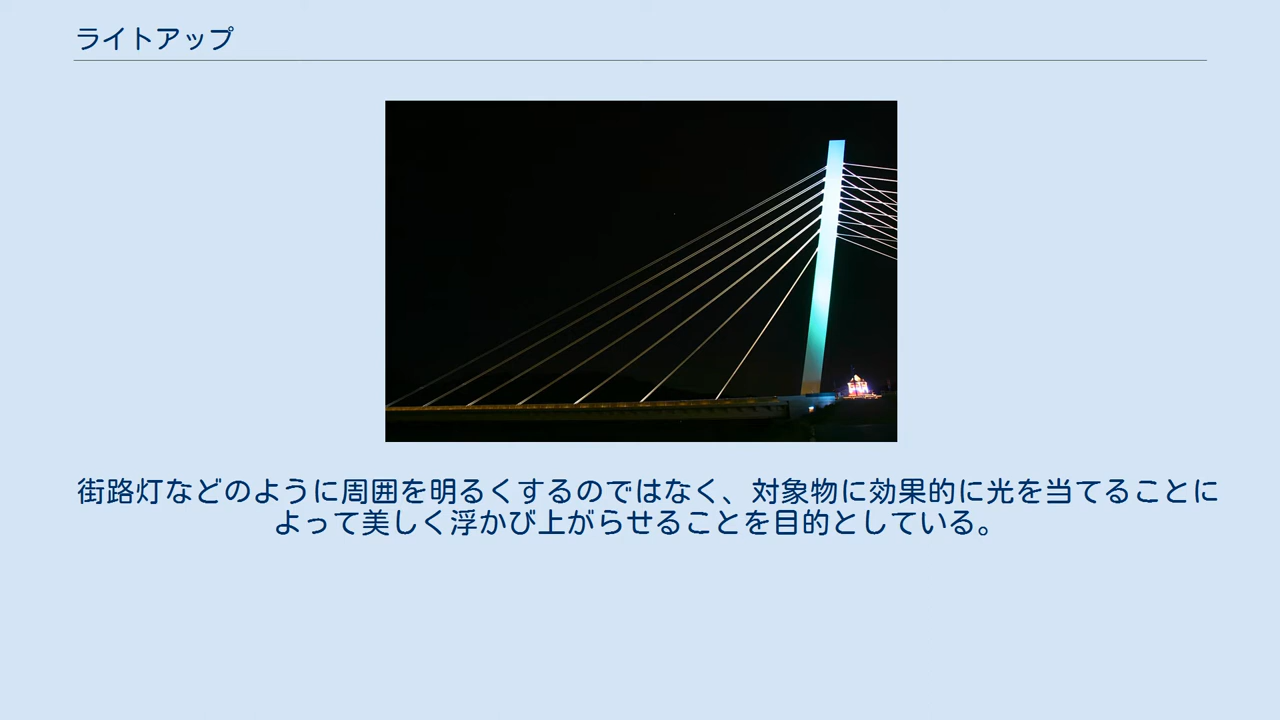 ライトアップ
街路灯などのように周囲を明るくするのではなく、対象物に効果的に光を当てることに
よって美しく浮かび上がらせることを目的としている。